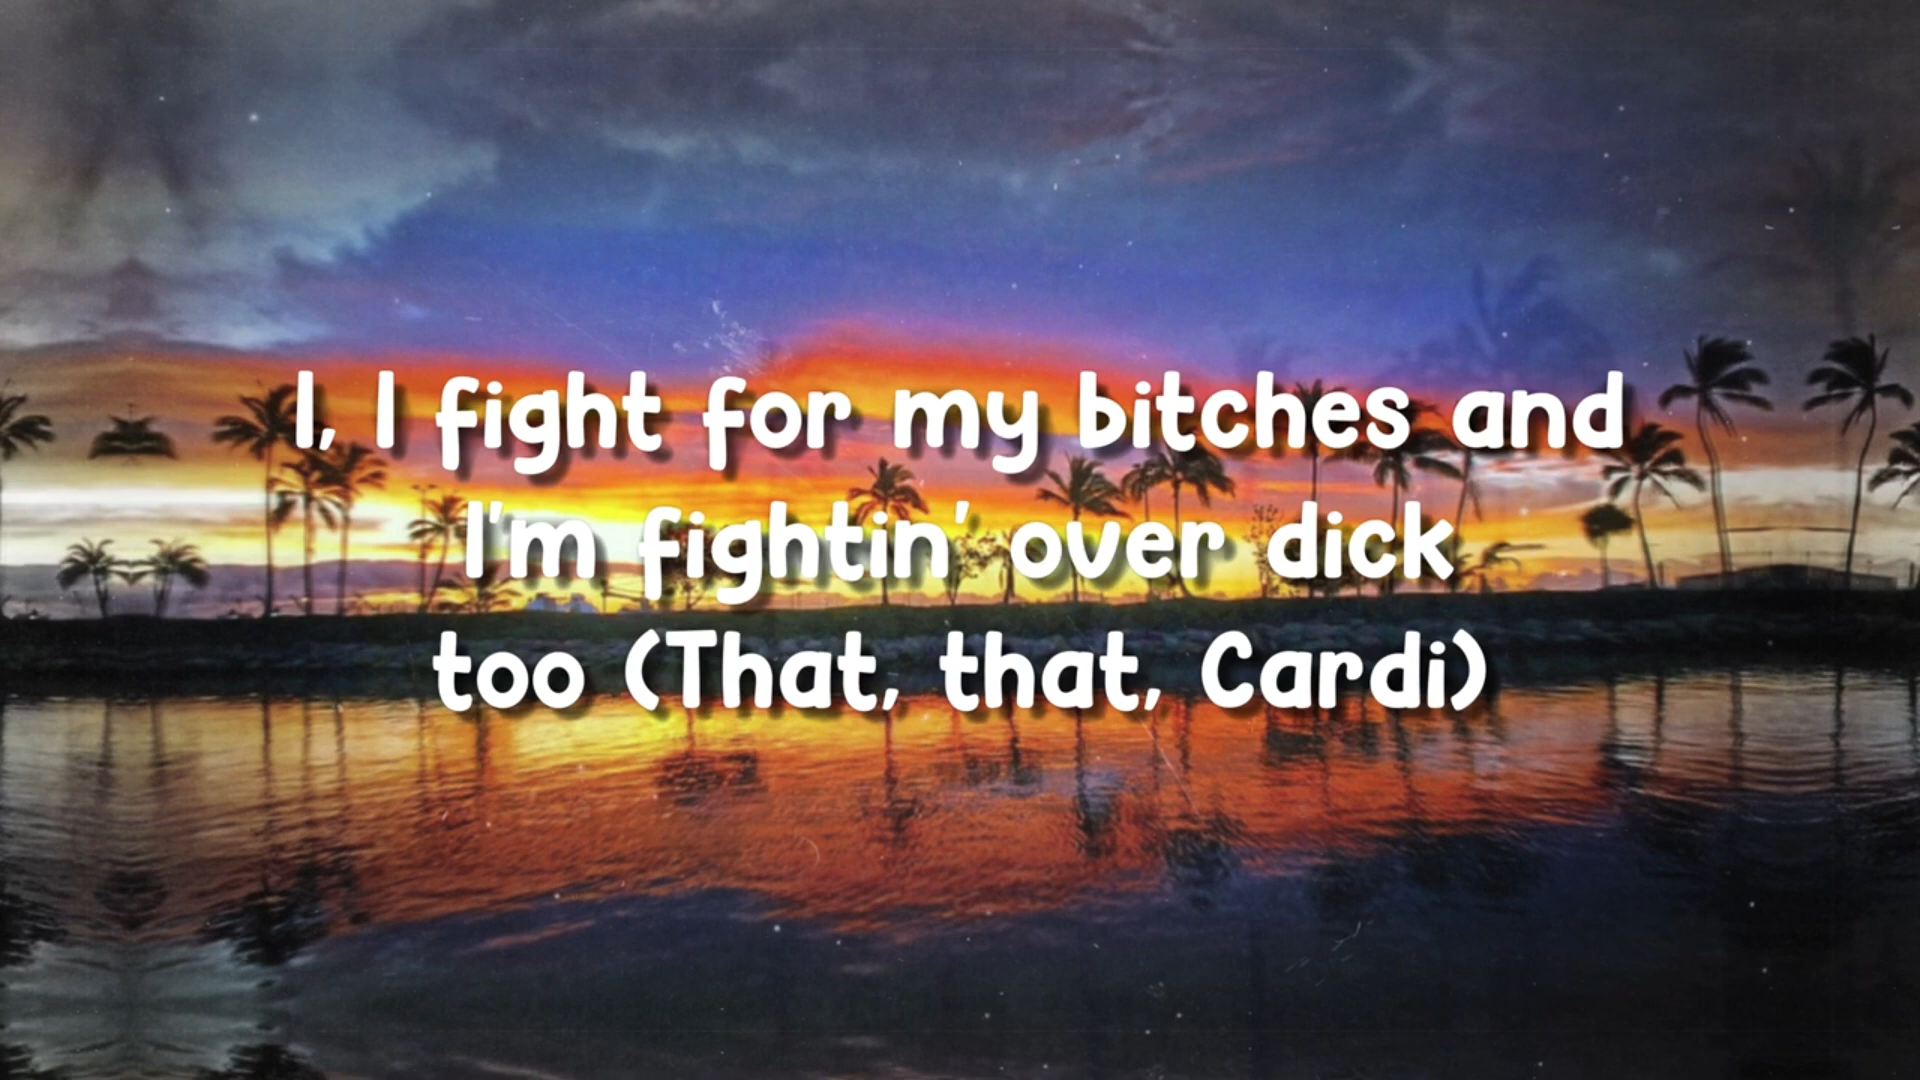 I, I fight for my bitches and
I'm fightin' over dick
too (That, that, Cardi)